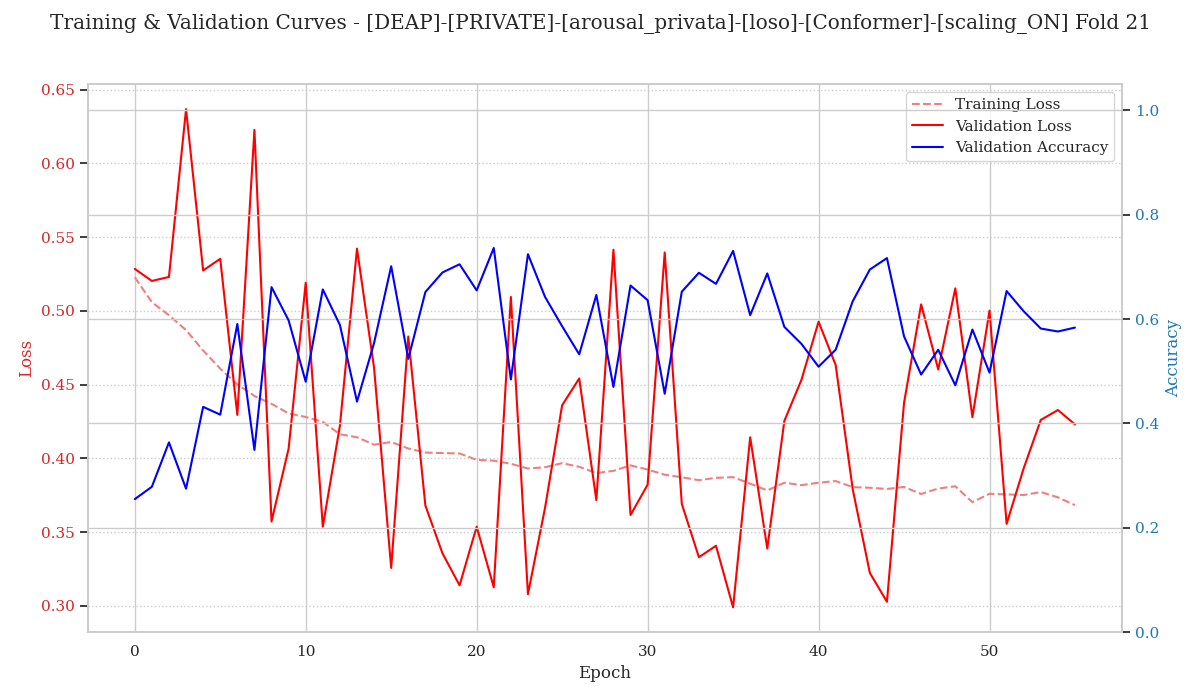 Training & Validation Curves - [DEAP]-[PRIVATE]-[arousal_privata]-[loso]-[Conformer]-[scaling_ON] Fold 21
Training Loss
Validation Loss
Validation Accuracy
Loss
0.65
0.60
0.55
0.50
0.45
0.40
0.35
0.30
1.0
0.8
0.6
0.4
0.2
0.0
Accuracy
0
10
20
30
40
50
Epoch